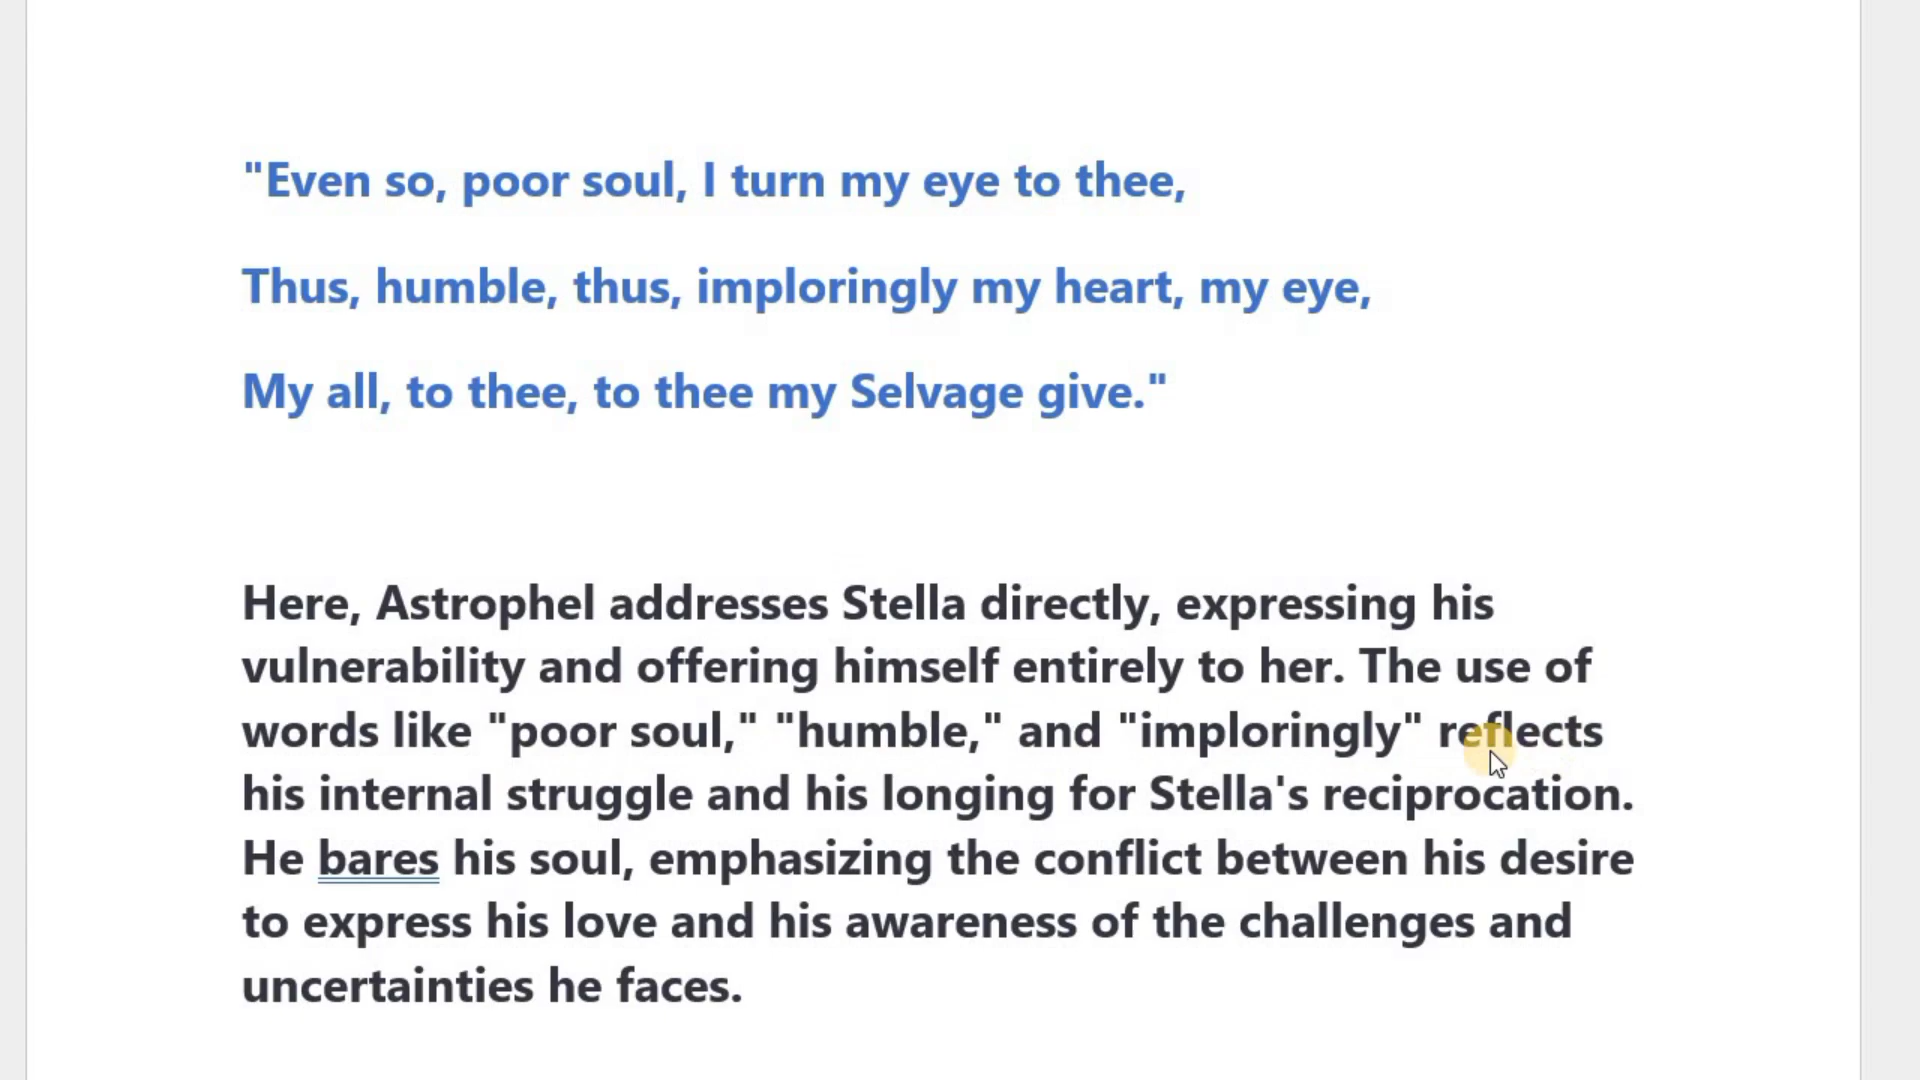 "Even so, poor soul, I turn my eye to thee,
Thus, humble, thus, imploringly my heart, my eye,
My all, to thee, to thee my Selvage give."
Here, Astrophel addresses Stella directly, expressing his
vulnerability and offering himself entirely to her. The use of
words like "poor soul," "humble," and "imploringly" reflects
his internal struggle and his longing for Stella's reciprocation.
He bares his soul, emphasizing the conflict between his desire
to express his love and his awareness of the challenges and
uncertainties he faces.